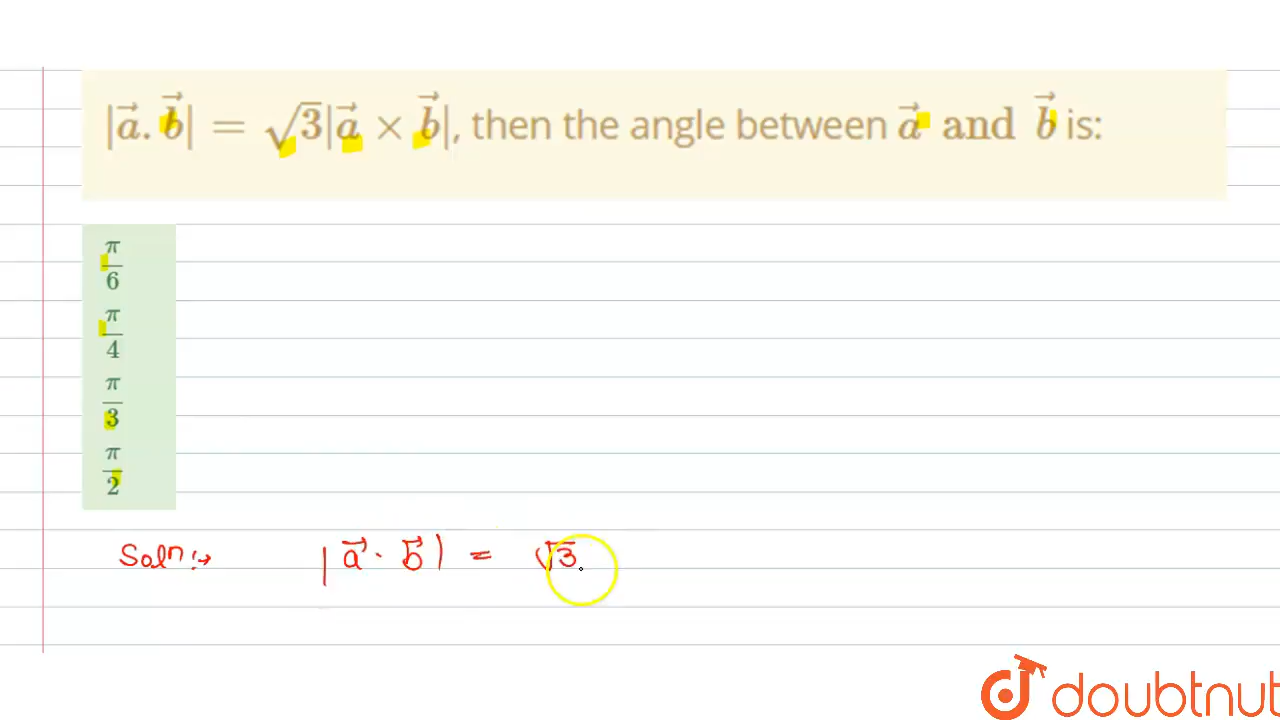 |a⃗. b⃗| = √3|a⃗ × b⃗|, then the angle between a⃗ and b⃗ is:
π/6
π/4
π/3
π/2
Soln :→ |a⃗ · b⃗| = √3
doubtnut